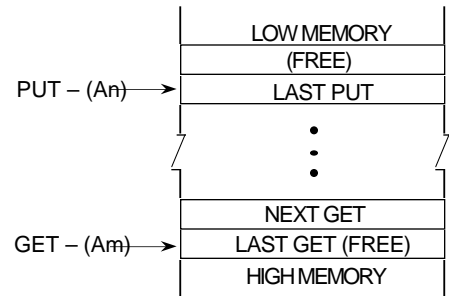 LOW MEMORY
(FREE)
PUT – (An)
LAST PUT
NEXT GET
GET – (Am)
LAST GET (FREE)
HIGH MEMORY